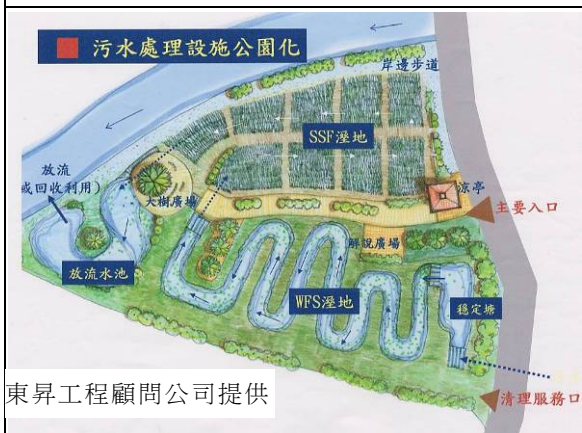 污水處理設施公園化
岸邊步道
SSF溼地
放流
或回收利用)
大樹廣場
涼亭
主要入口
解說廣場
放流水池
WFS溼地
穩定塘
東昇工程顧問公司提供
清理服務口